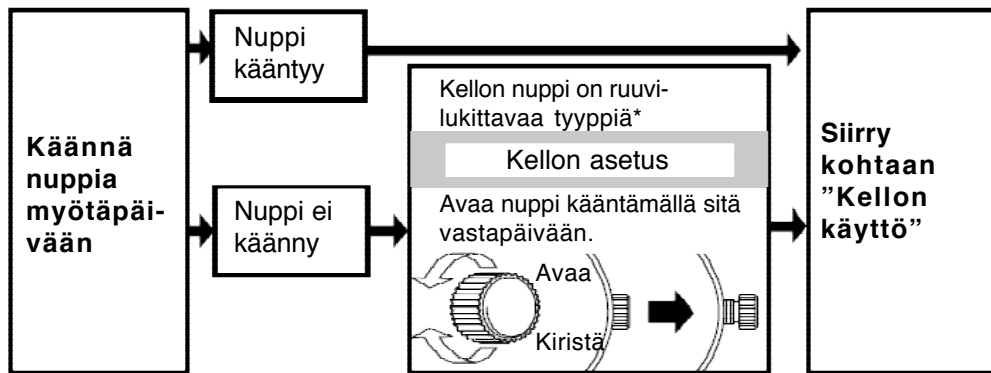 Käännä
nuppia
myötäpäi-
vään
Nuppi
kääntyy
Nuppi ei
käänny
Kellon nuppi on ruuvi-
lukittavaa tyyppiä*
Kellon asetus
Avaa nuppi kääntämällä sitä
vastapäivään.
Avaa
Kiristä
Siirry
kohtaan
”Kellon
käyttö”